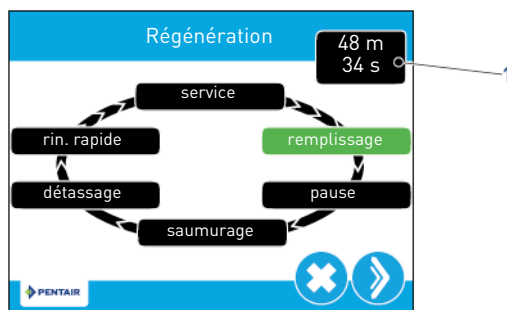 Régénération
48 m
34 s
service
rin. rapide
remplissage
détassage
pause
saumurage
PENTAIR